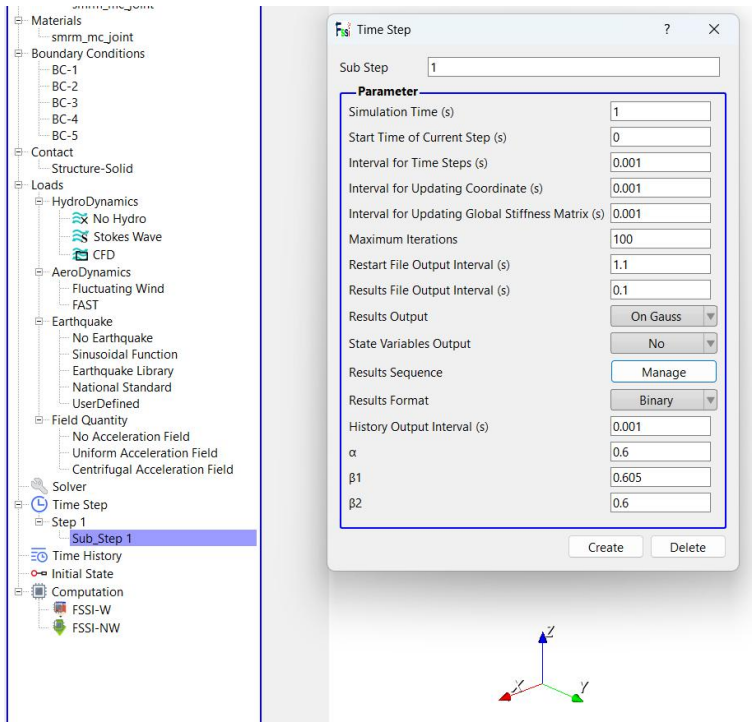 smrm_mc_joint
Materials
smrm_mc_joint
Boundary Conditions
BC-1
BC-2
BC-3
BC-4
BC-5
Contact
Structure-Solid
Loads
HydroDynamics
No Hydro
Stokes Wave
CFD
AeroDynamics
Fluctuating Wind
FAST
Earthquake
No Earthquake
Sinusoidal Function
Earthquake Library
National Standard
UserDefined
Field Quantity
No Acceleration Field
Uniform Acceleration Field
Centrifugal Acceleration Field
Solver
Time Step
Step 1
Sub_Step 1
Time History
Initial State
Computation
FSSI-W
FSSI-NW
Fssi Time Step ? ×
Sub Step 1
Parameter
Simulation Time (s) 1
Start Time of Current Step (s) 0
Interval for Time Steps (s) 0.001
Interval for Updating Coordinate (s) 0.001
Interval for Updating Global Stiffness Matrix (s) 0.001
Maximum Iterations 100
Restart File Output Interval (s) 1.1
Results File Output Interval (s) 0.1
Results Output On Gauss
State Variables Output No
Results Sequence Manage
Results Format Binary
History Output Interval (s) 0.001
α 0.6
β1 0.605
β2 0.6
Create Delete
Z
X Y